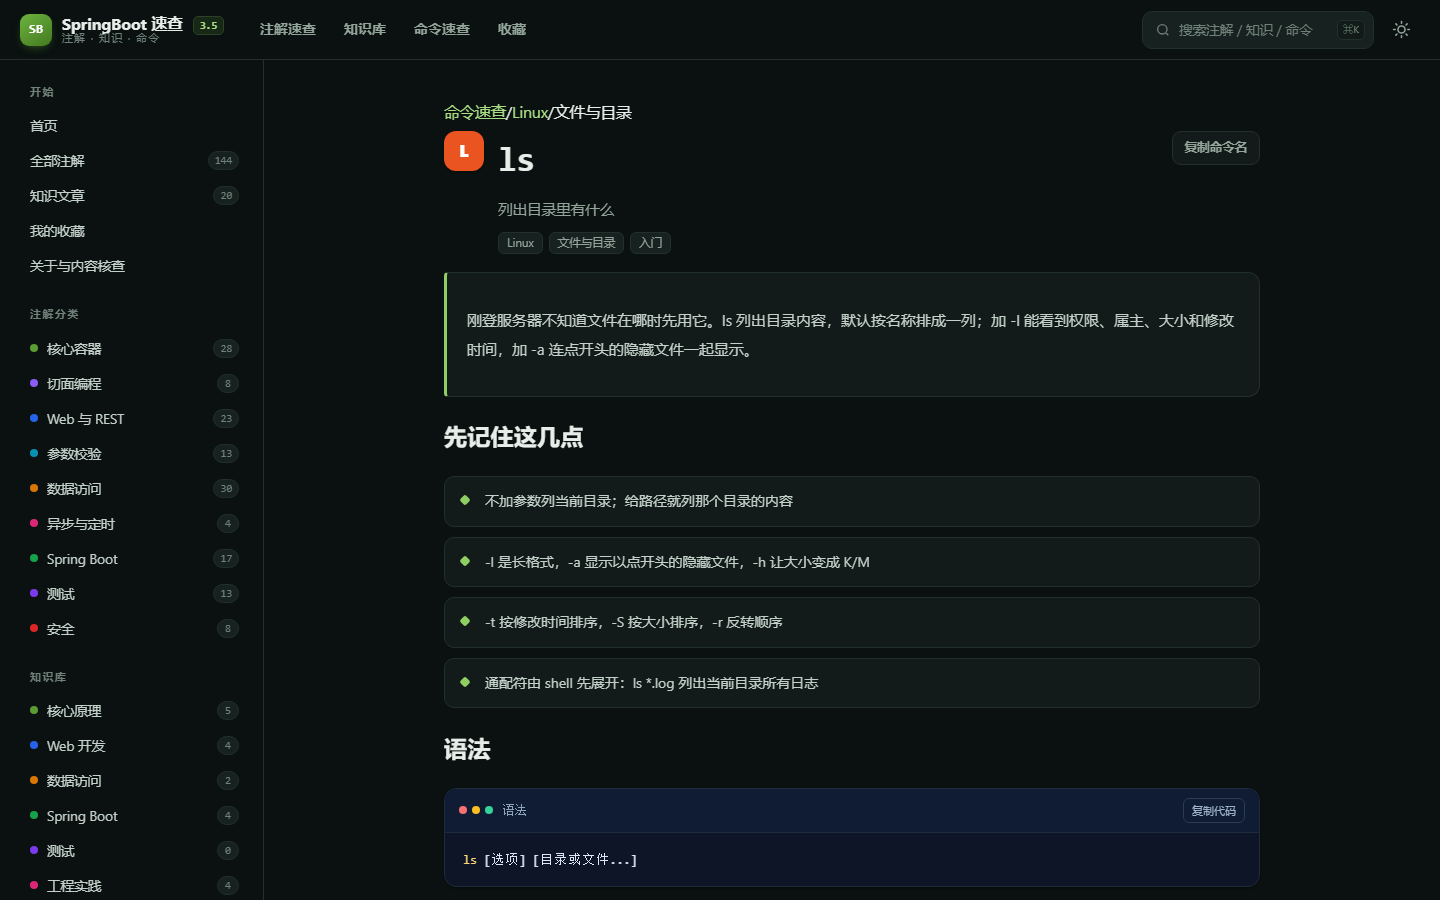 SB
SpringBoot 速查
3.5
注解 · 知识 · 命令
注解速查
知识库
命令速查
收藏
搜索注解 / 知识 / 命令
⌘K
开始
首页
全部注解 144
知识文章 20
我的收藏
关于与内容核查
注解分类
核心容器 28
切面编程 8
Web 与 REST 23
参数校验 13
数据访问 30
异步与定时 4
Spring Boot 17
测试 13
安全 8
知识库
核心原理 5
Web 开发 4
数据访问 2
Spring Boot 4
测试 0
工程实践 4
命令速查/Linux/文件与目录
L
ls
复制命令名
列出目录里有什么
Linux 文件与目录 入门
刚登服务器不知道文件在哪时先用它。ls 列出目录内容，默认按名称排成一列；加 -l 能看到权限、属主、大小和修改
时间，加 -a 连点开头的隐藏文件一起显示。
先记住这几点
不加参数列当前目录；给路径就列那个目录的内容
-l 是长格式，-a 显示以点开头的隐藏文件，-h 让大小变成 K/M
-t 按修改时间排序，-S 按大小排序，-r 反转顺序
通配符由 shell 先展开：ls *.log 列出当前目录所有日志
语法
语法
复制代码
ls [选项] [目录或文件...]